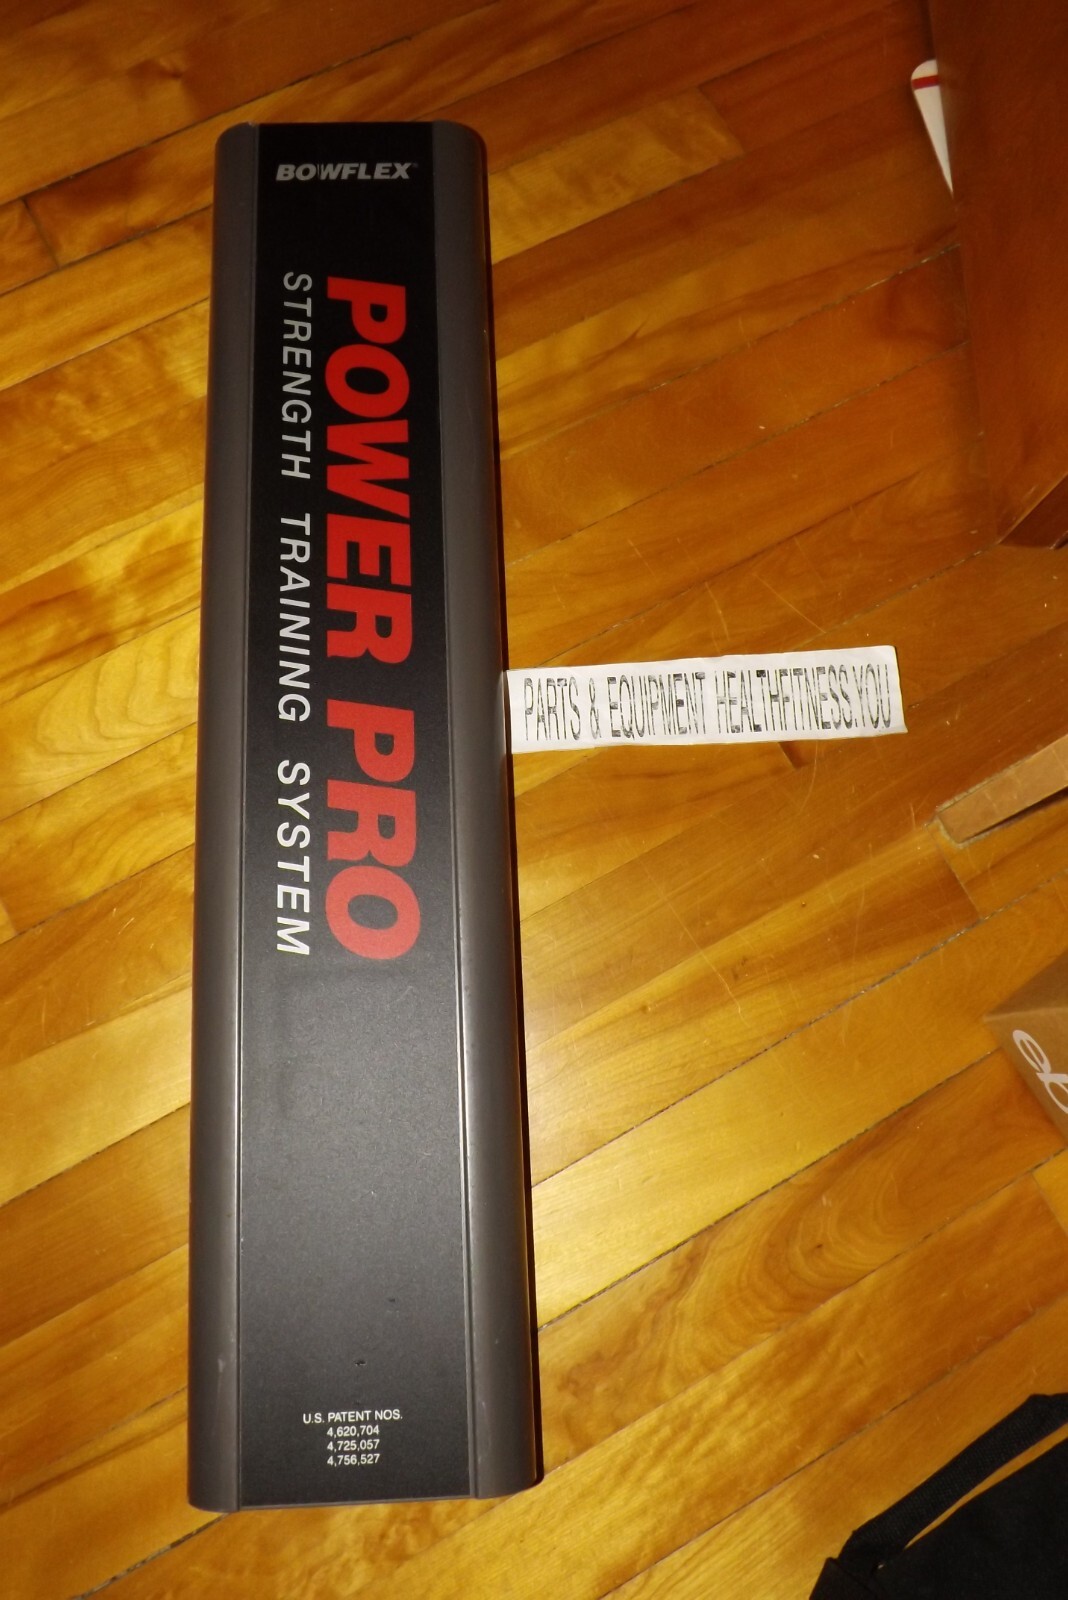 BOWFLEX®
POWER PRO
STRENGTH TRAINING SYSTEM
PARTS & EQUIPMENT HEALTHFITNESS.YOU
U.S. PATENT NOS.
4,620,704
4,725,057
4,756,527